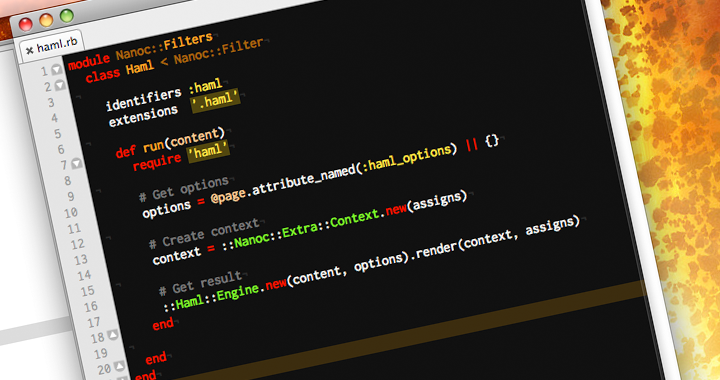 haml.rb
1 module Nanoc::Filters
2 class Haml < Nanoc::Filter
3
4 identifiers :haml
5 extensions '.haml'
6
7 def run(content)
8 require 'haml'
9
10 # Get options
11 options = @page.attribute_named(:haml_options) || {}
12
13 # Create context
14 context = ::Nanoc::Extra::Context.new(assigns)
15
16 # Get result
17 ::Haml::Engine.new(content, options).render(context, assigns)
18 end
19
20 end
end